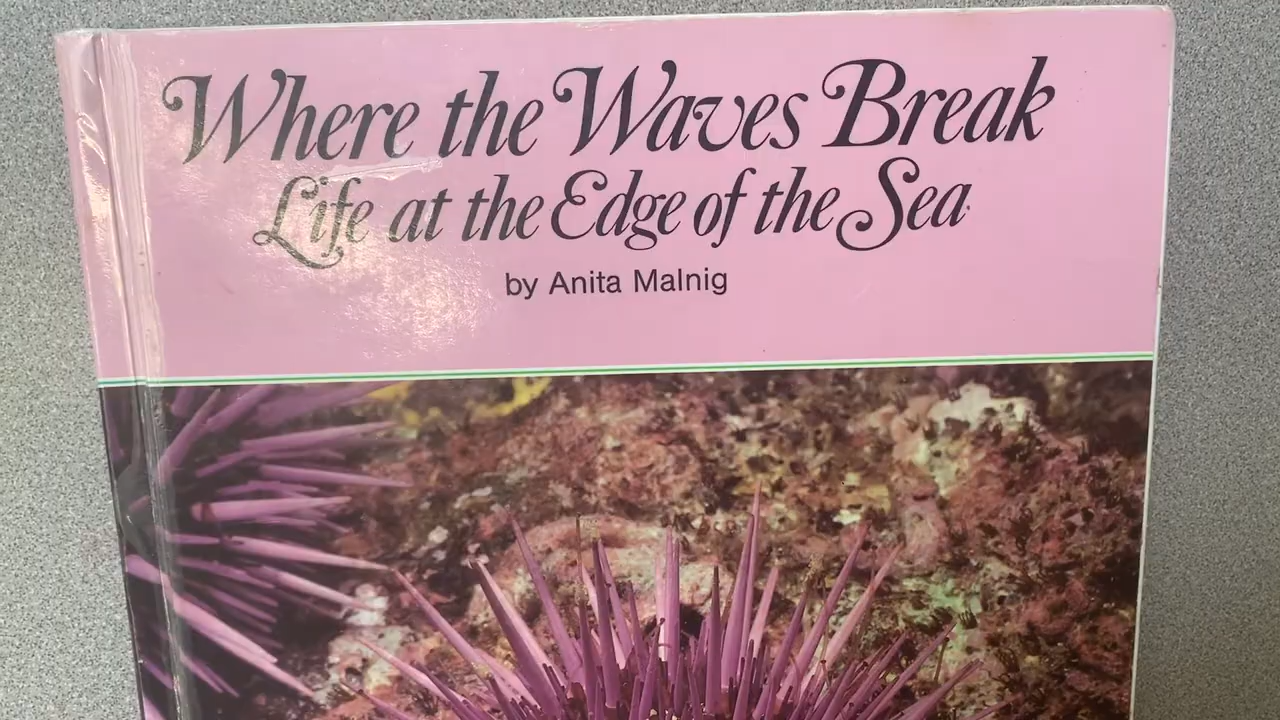 Where the Waves Break
Life at the Edge of the Sea
by Anita Malnig